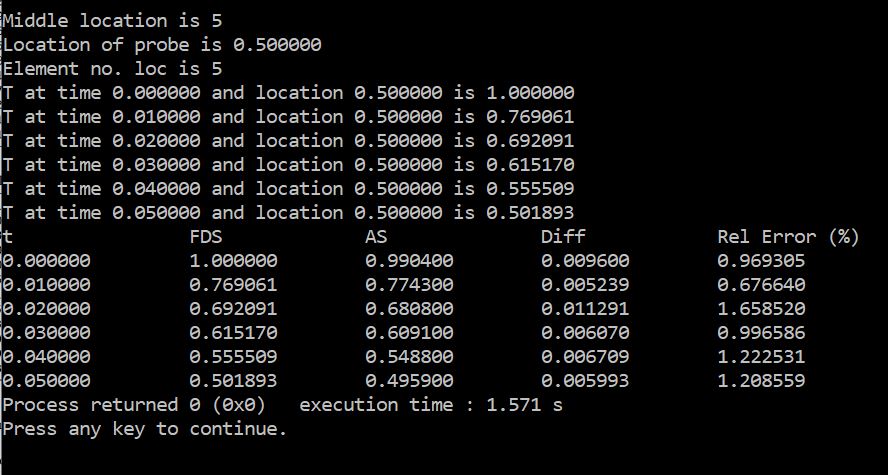 Middle location is 5
Location of probe is 0.500000
Element no. loc is 5
T at time 0.000000 and location 0.500000 is 1.000000
T at time 0.010000 and location 0.500000 is 0.769061
T at time 0.020000 and location 0.500000 is 0.692091
T at time 0.030000 and location 0.500000 is 0.615170
T at time 0.040000 and location 0.500000 is 0.555509
T at time 0.050000 and location 0.500000 is 0.501893
t FDS AS Diff Rel Error (%)
0.000000 1.000000 0.990400 0.009600 0.969305
0.010000 0.769061 0.774300 0.005239 0.676640
0.020000 0.692091 0.680800 0.011291 1.658520
0.030000 0.615170 0.609100 0.006070 0.996586
0.040000 0.555509 0.548800 0.006709 1.222531
0.050000 0.501893 0.495900 0.005993 1.208559
Process returned 0 (0x0) execution time : 1.571 s
Press any key to continue.